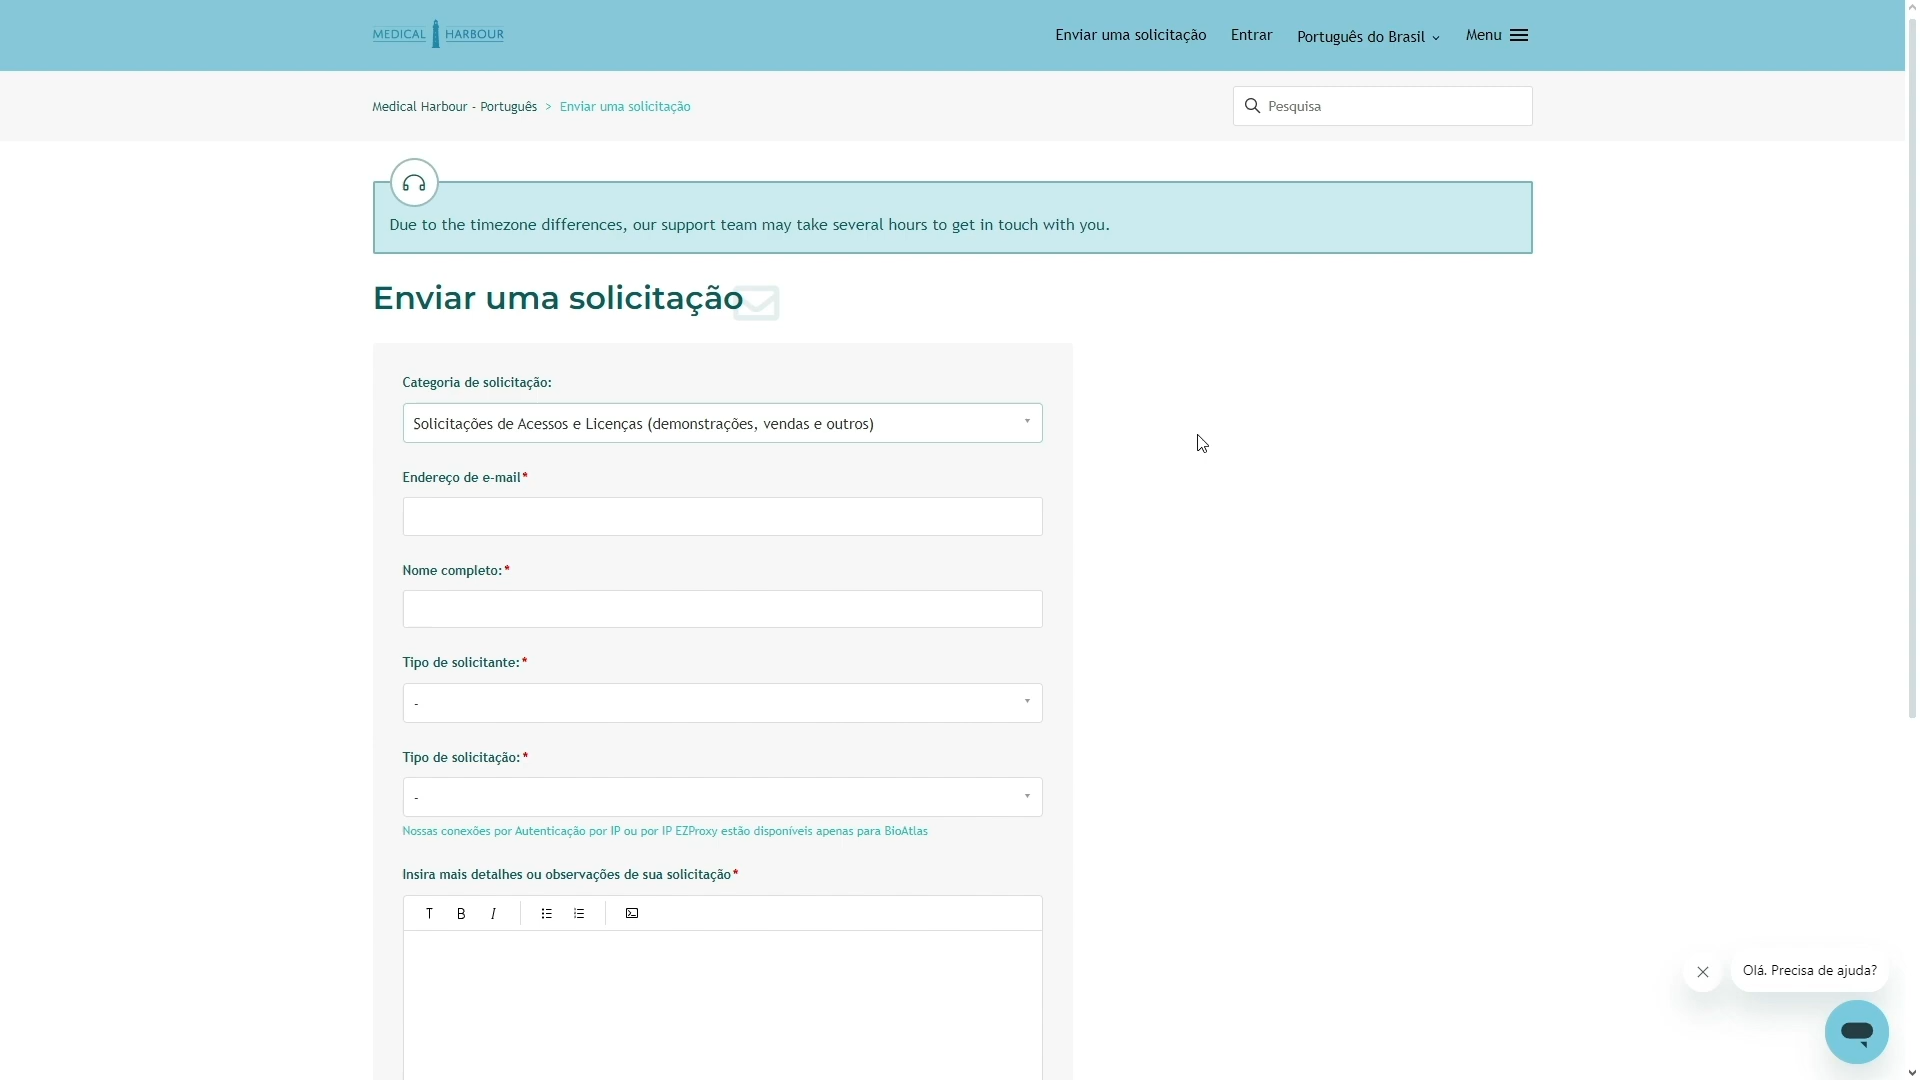 MEDICAL HARBOUR
Enviar uma solicitação
Entrar
Português do Brasil
Menu
Medical Harbour - Português > Enviar uma solicitação
Pesquisa
Due to the timezone differences, our support team may take several hours to get in touch with you.
Enviar uma solicitação
Categoria de solicitação:
Solicitações de Acessos e Licenças (demonstrações, vendas e outros)
Endereço de e-mail*
Nome completo:*
Tipo de solicitante:*
-
Tipo de solicitação:*
-
Nossas conexões por Autenticação por IP ou por IP EZProxy estão disponíveis apenas para BioAtlas
Insira mais detalhes ou observações de sua solicitação*
T B I
Olá. Precisa de ajuda?